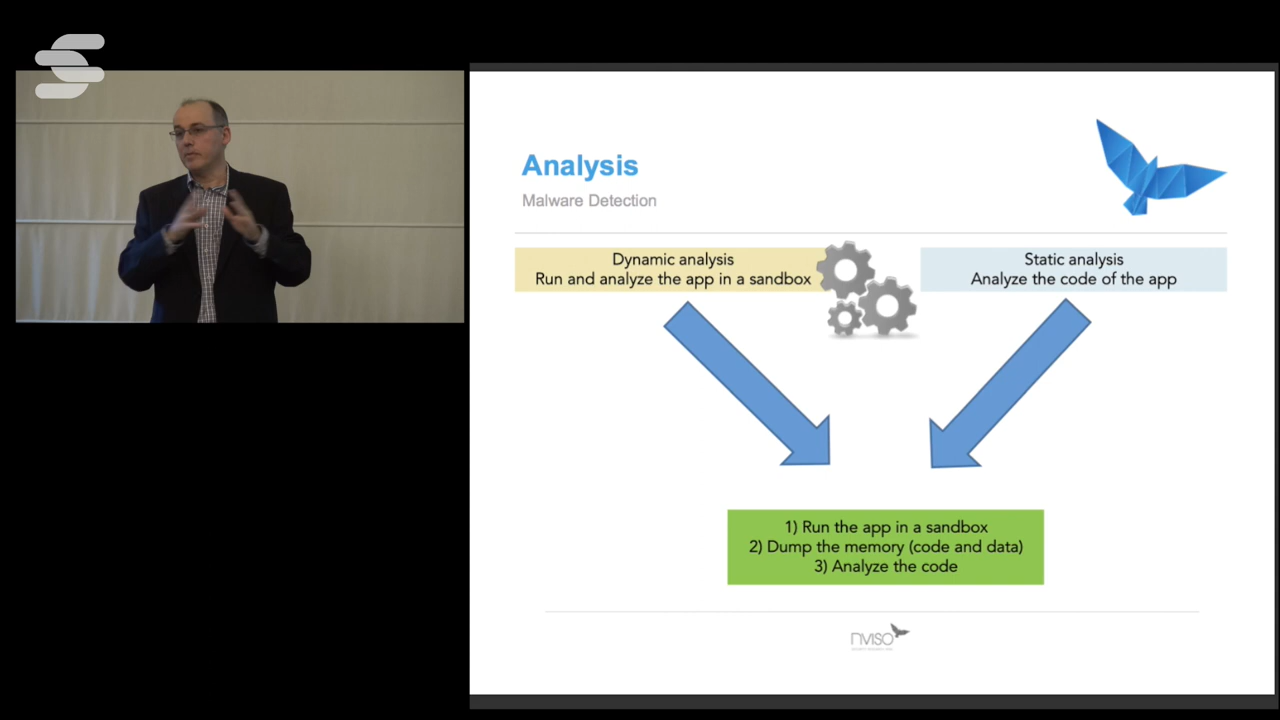 Analysis
Malware Detection
Dynamic analysis
Run and analyze the app in a sandbox
Static analysis
Analyze the code of the app
1) Run the app in a sandbox
2) Dump the memory (code and data)
3) Analyze the code
NVISO